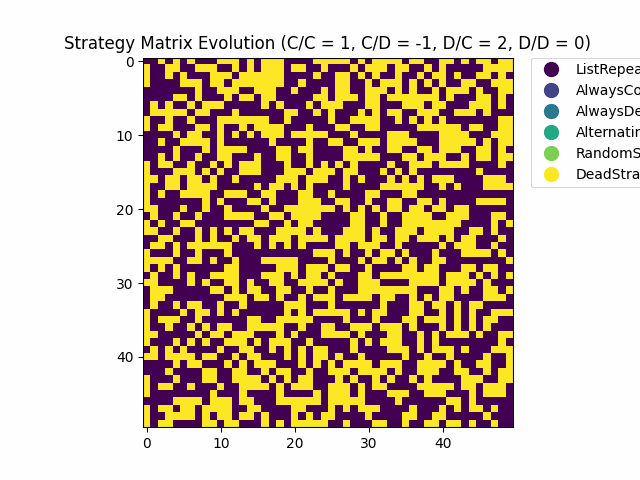 Strategy Matrix Evolution (C/C = 1, C/D = -1, D/C = 2, D/D = 0)
0
10
20
30
40
0 10 20 30 40
ListRepea
AlwaysCo
AlwaysDe
Alternatin
RandomS
DeadStra